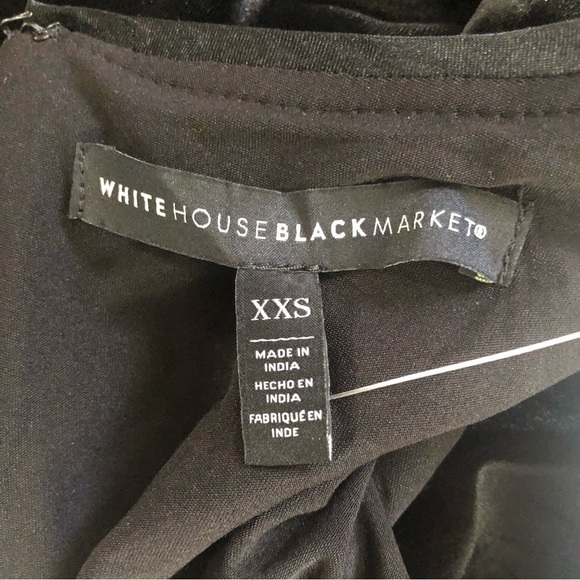 WHITE HOUSE BLACK MARKET®
XXS
MADE IN
INDIA
HECHO EN
INDIA
FABRIQUÉ EN
INDE